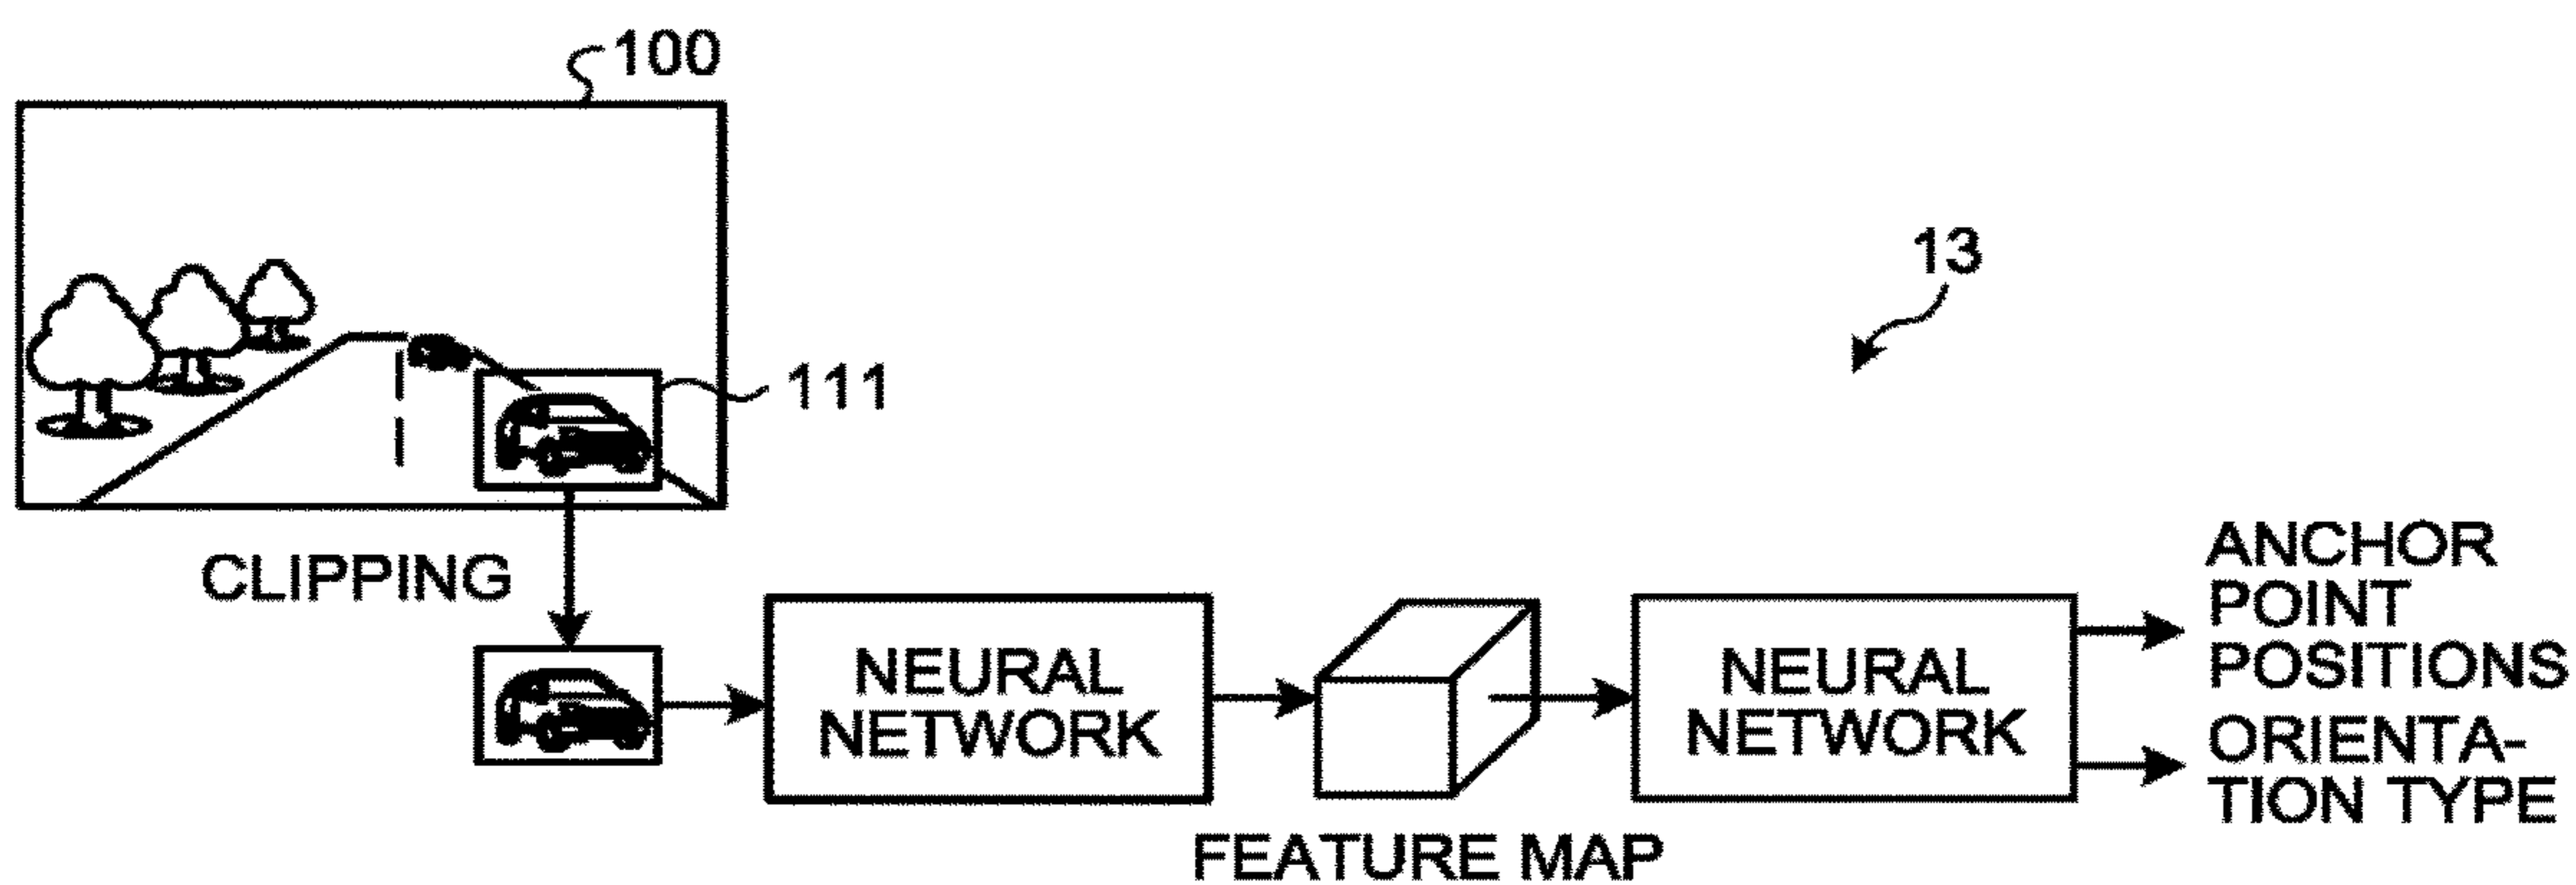 100
13
111
CLIPPING
NEURAL
NETWORK
FEATURE MAP
NEURAL
NETWORK
ANCHOR
POINT
POSITIONS
ORIENTA-
TION TYPE